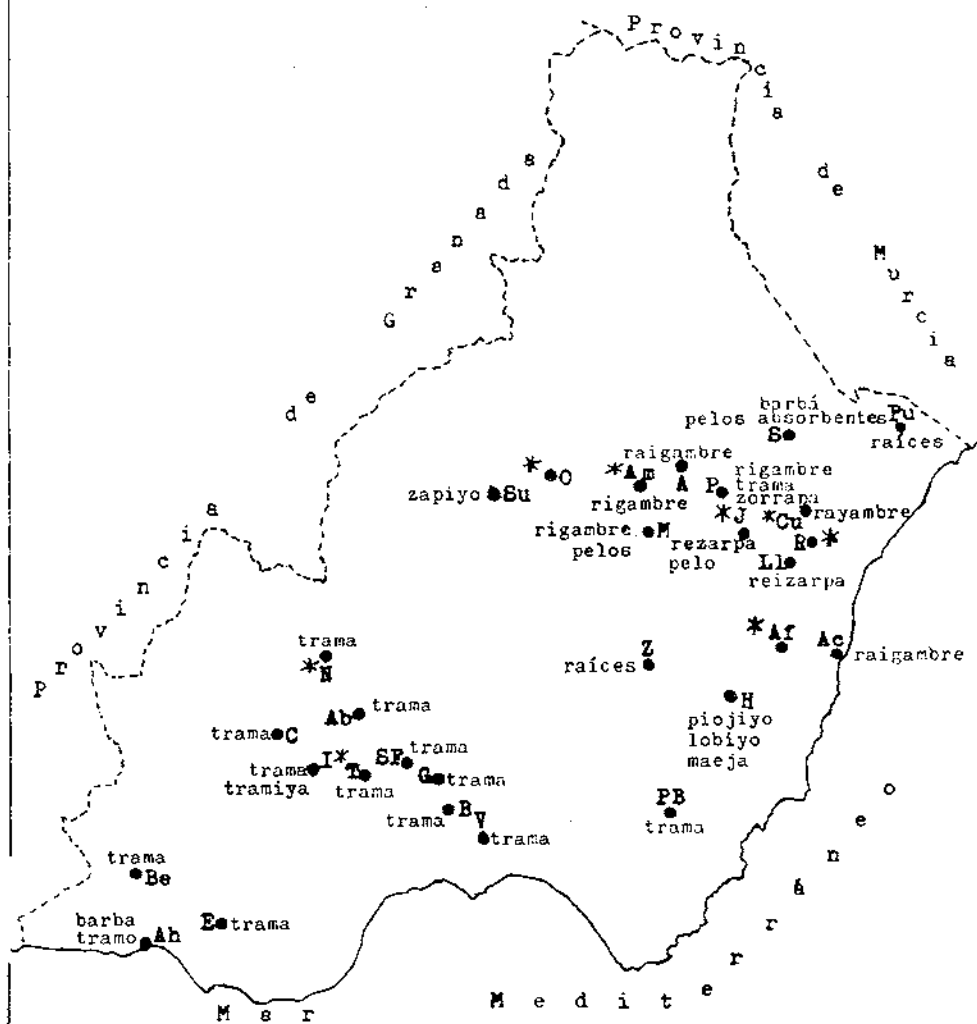 Provincia de Murcia
Provincia de Granada
barbá
pelos absorbentes
S
Pu
raíces
raigambre
A
* O
* Am
rigambre
zapiyo Su
P
rigambre
trama
zorrapa
* J
rezarpa
pelo
* Cu
rayambre
rigambre
pelos
M
R *
Ll
reizarpa
* Af
Ac
raigambre
trama
* N
Z
raíces
Ab trama
H
piojiyo
lobiyo
maeja
trama C
I *
trama
tramiya
T
trama
SF trama
G trama
B
trama
V
trama
PB
trama
trama
Be
E trama
barba
tramo
Ah
Mar Mediterráneo